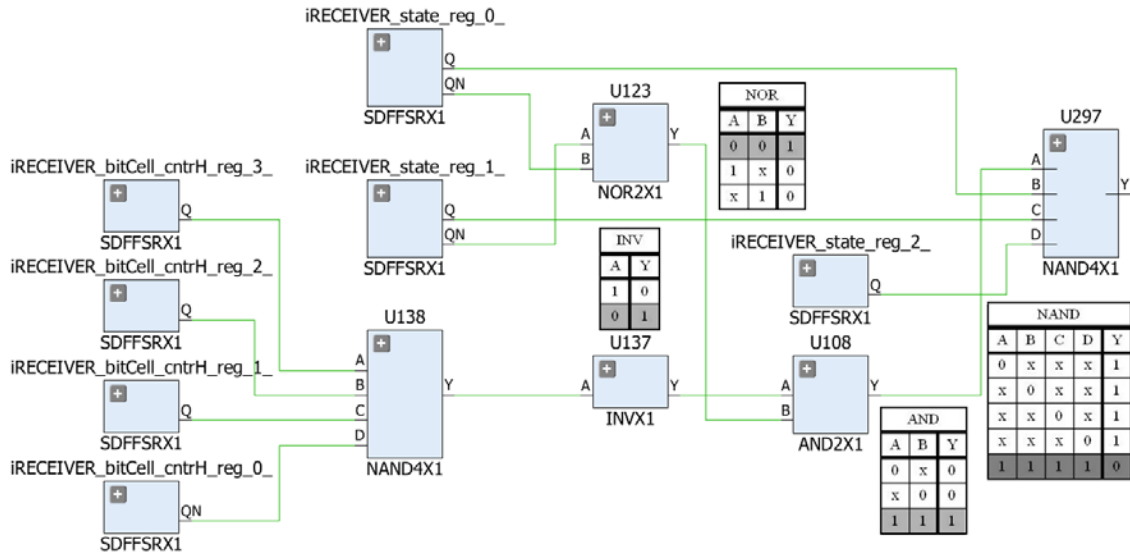 iRECEIVER_state_reg_0_
Q
QN
SDFFSRX1
U123
A
B
Y
NOR2X1
NOR
A B Y
0 0 1
1 x 0
x 1 0
U297
A
B
C
D
Y
NAND4X1
iRECEIVER_bitCell_cntrH_reg_3_
Q
SDFFSRX1
iRECEIVER_state_reg_1_
Q
QN
SDFFSRX1
INV
A Y
1 0
0 1
iRECEIVER_state_reg_2_
Q
SDFFSRX1
iRECEIVER_bitCell_cntrH_reg_2_
Q
SDFFSRX1
U138
A
B
C
D
Y
NAND4X1
U137
A
Y
INVX1
U108
A
B
Y
AND2X1
NAND
A B C D Y
0 x x x 1
x 0 x x 1
x x 0 x 1
x x x 0 1
1 1 1 1 0
iRECEIVER_bitCell_cntrH_reg_1_
Q
SDFFSRX1
AND
A B Y
0 x 0
x 0 0
1 1 1
iRECEIVER_bitCell_cntrH_reg_0_
QN
SDFFSRX1